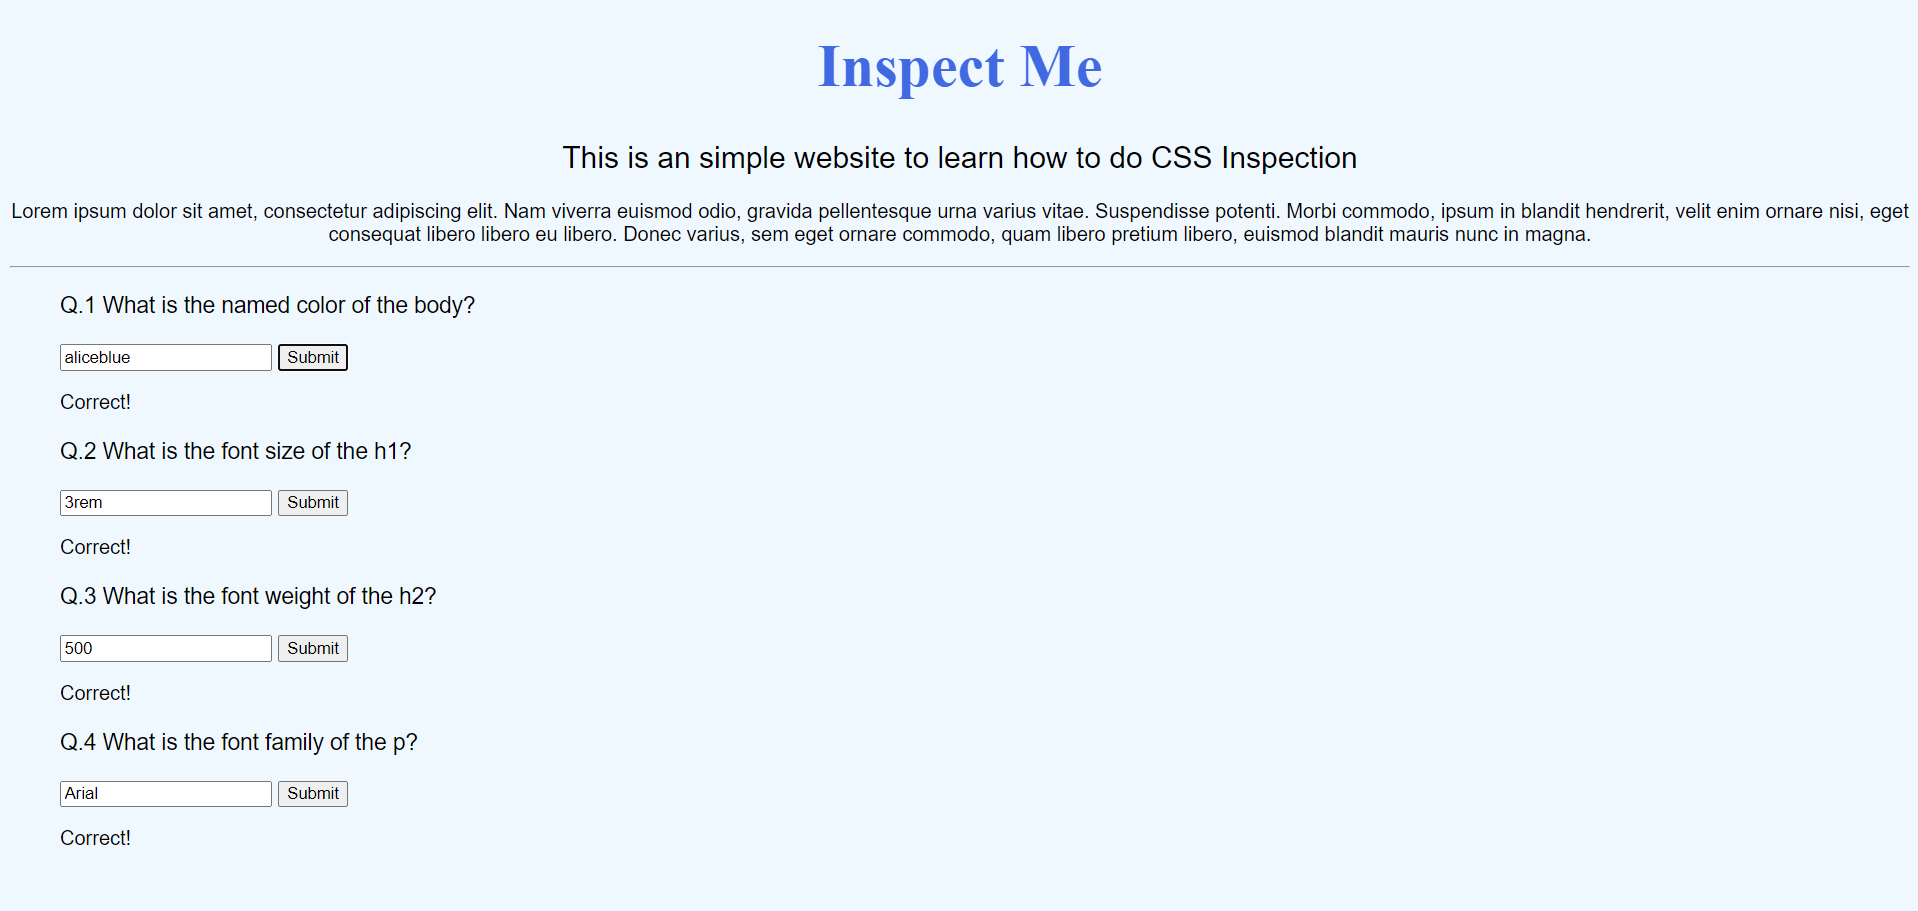 Inspect Me
This is an simple website to learn how to do CSS Inspection
Lorem ipsum dolor sit amet, consectetur adipiscing elit. Nam viverra euismod odio, gravida pellentesque urna varius vitae. Suspendisse potenti. Morbi commodo, ipsum in blandit hendrerit, velit enim ornare nisi, eget
consequat libero libero eu libero. Donec varius, sem eget ornare commodo, quam libero pretium libero, euismod blandit mauris nunc in magna.
Q.1 What is the named color of the body?
aliceblue Submit
Correct!
Q.2 What is the font size of the h1?
3rem Submit
Correct!
Q.3 What is the font weight of the h2?
500 Submit
Correct!
Q.4 What is the font family of the p?
Arial Submit
Correct!